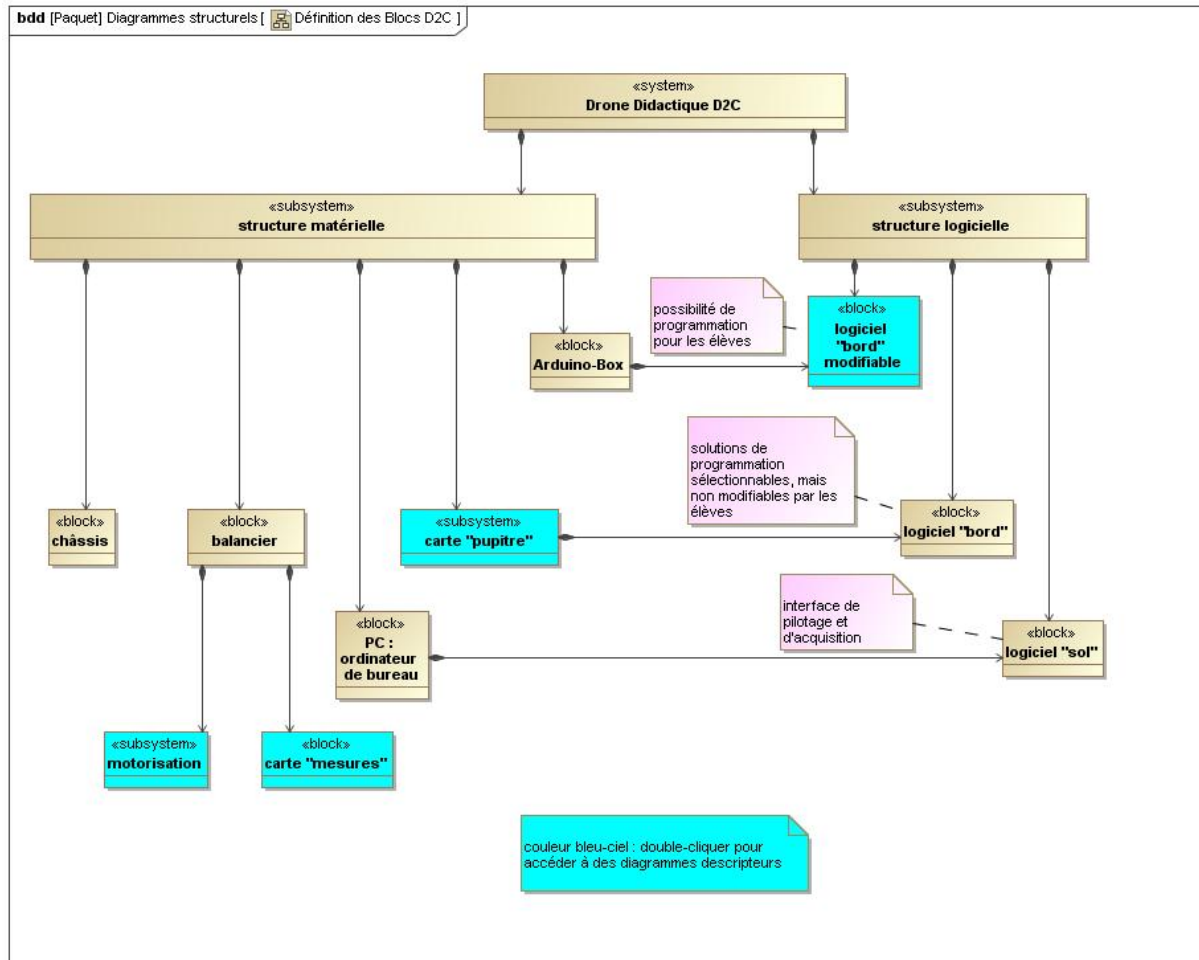 bdd [Paquet] Diagrammes structurels [ Définition des Blocs D2C ]
«system»
Drone Didactique D2C
«subsystem»
structure matérielle
«subsystem»
structure logicielle
possibilité de
programmation
pour les élèves
«block»
logiciel
"bord"
modifiable
«block»
Arduino-Box
solutions de
programmation
sélectionnables, mais
non modifiables par les
élèves
«block»
châssis
«block»
balancier
«subsystem»
carte "pupitre"
«block»
logiciel "bord"
interface de
pilotage et
d'acquisition
«block»
PC :
ordinateur
de bureau
«block»
logiciel "sol"
«subsystem»
motorisation
«block»
carte "mesures"
couleur bleu-ciel : double-cliquer pour
accéder à des diagrammes descripteurs